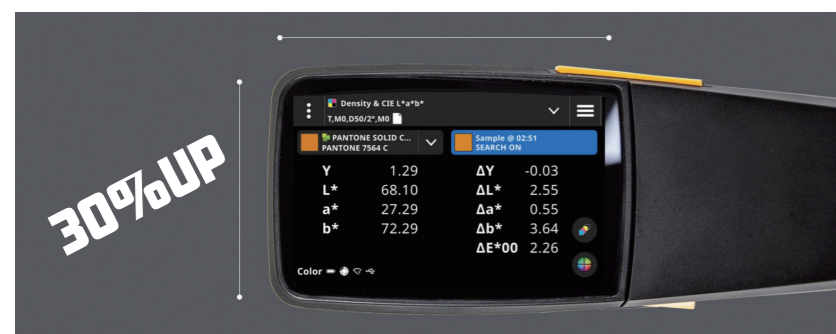 30%UP
Density & CIE L*a*b*
T,M0,D50/2°,M0
PANTONE SOLID C...
PANTONE 7564 C
Sample @ 02:51
SEARCH ON
Y 1.29 ΔY -0.03
L* 68.10 ΔL* 2.55
a* 27.29 Δa* 0.55
b* 72.29 Δb* 3.64
ΔE*00 2.26
Color